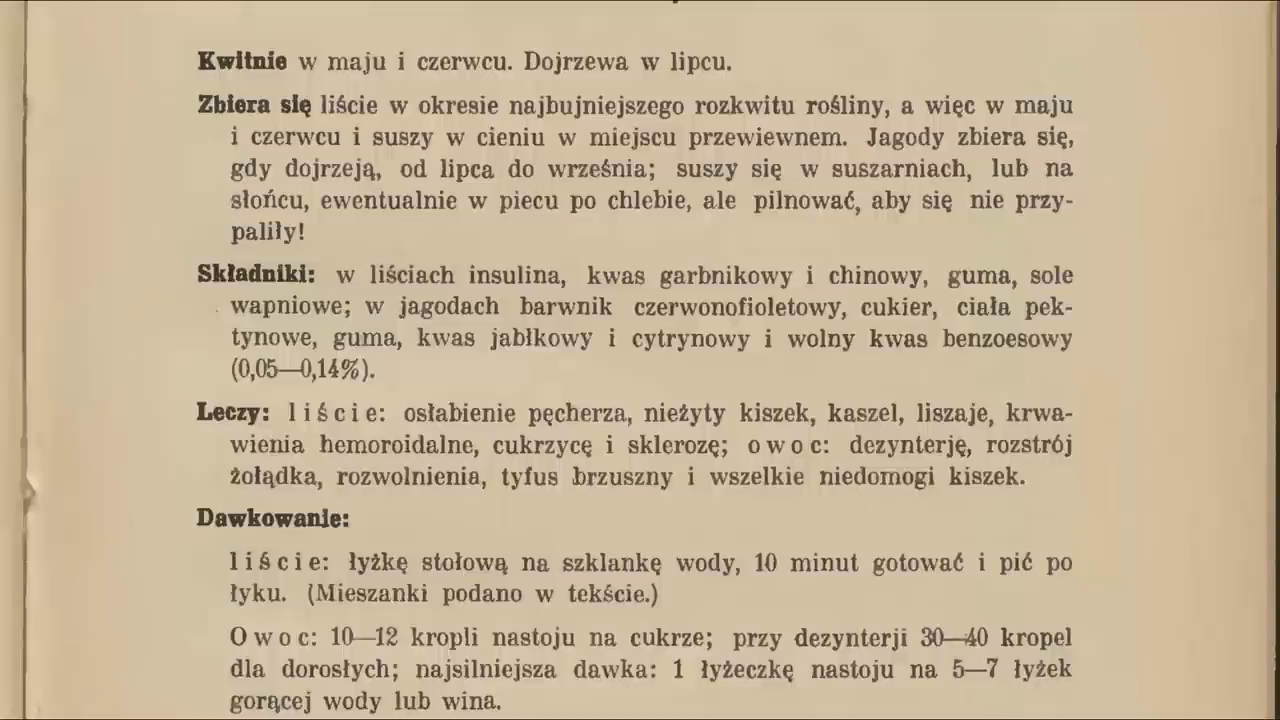 Kwitnie w maju i czerwcu. Dojrzewa w lipcu.
Zbiera się liście w okresie najbujniejszego rozkwitu rośliny, a więc w maju
i czerwcu i suszy w cieniu w miejscu przewiewnem. Jagody zbiera się,
gdy dojrzeją, od lipca do września; suszy się w suszarniach, lub na
słońcu, ewentualnie w piecu po chlebie, ale pilnować, aby się nie przy-
paliły!
Składniki: w liściach insulina, kwas garbnikowy i chinowy, guma, sole
wapniowe; w jagodach barwnik czerwonofioletowy, cukier, ciała pek-
tynowe, guma, kwas jabłkowy i cytrynowy i wolny kwas benzoesowy
(0,05—0,14%).
Leczy: liście: osłabienie pęcherza, nieżyty kiszek, kaszel, liszaje, krwa-
wienia hemoroidalne, cukrzycę i sklerozę; owoc: dezynterję, rozstrój
żołądka, rozwolnienia, tyfus brzuszny i wszelkie niedomogi kiszek.
Dawkowanie:
liście: łyżkę stołową na szklankę wody, 10 minut gotować i pić po
łyku. (Mieszanki podano w tekście.)
Owoc: 10—12 kropli nastoju na cukrze; przy dezynterji 30—40 kropel
dla dorosłych; najsilniejsza dawka: 1 łyżeczkę nastoju na 5—7 łyżek
gorącej wody lub wina.